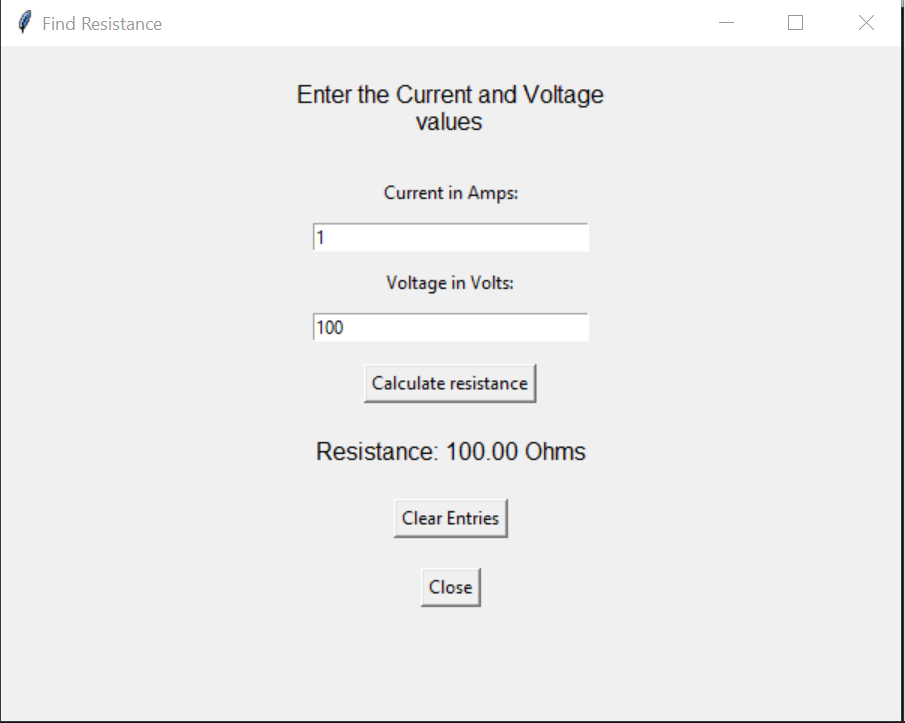 Find Resistance
Enter the Current and Voltage
values
Current in Amps:
1
Voltage in Volts:
100
Calculate resistance
Resistance: 100.00 Ohms
Clear Entries
Close